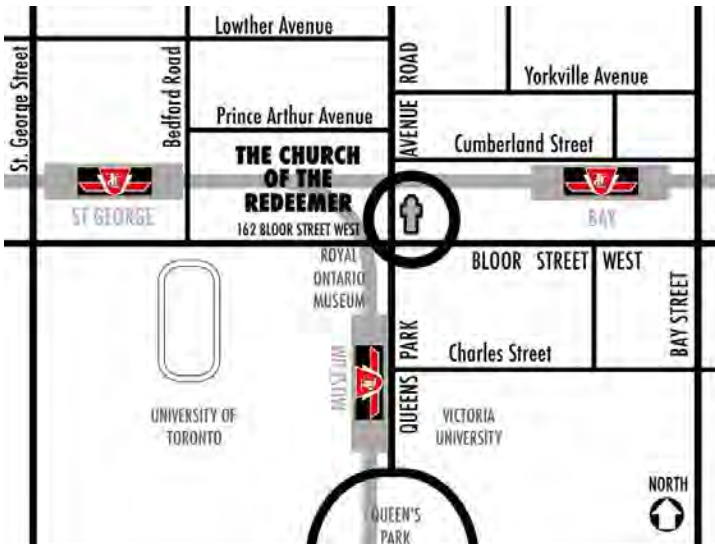 Lowther Avenue
St. George Street
Bedford Road
AVENUE ROAD
Yorkville Avenue
Prince Arthur Avenue
Cumberland Street
THE CHURCH
OF THE
REDEEMER
162 BLOOR STREET WEST
ST GEORGE
BAY
BLOOR STREET WEST
ROYAL
ONTARIO
MUSEUM
BAY STREET
QUEENS PARK
Charles Street
MUSEUM
UNIVERSITY OF
TORONTO
VICTORIA
UNIVERSITY
NORTH
QUEEN'S
PARK